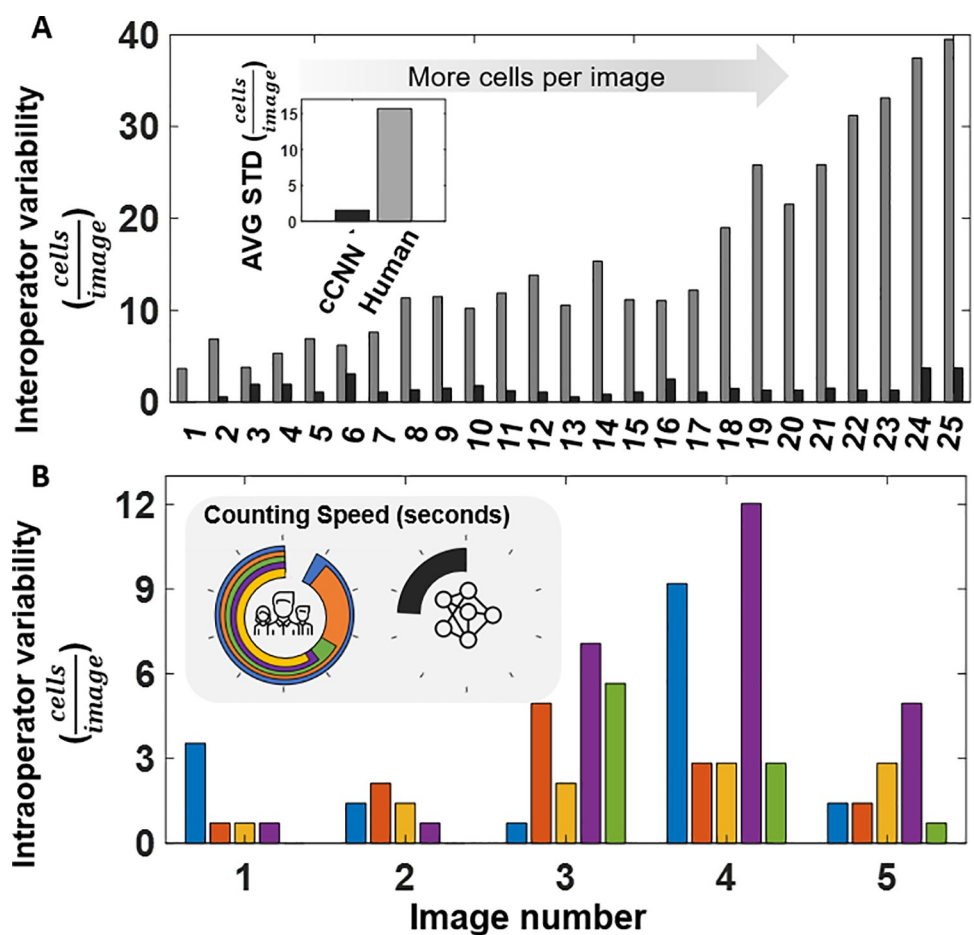 A
Interoperator variability
(cells/image)
40
30
20
10
0
More cells per image
AVG STD (cells/image)
15
10
5
0
cCNN
Human
1 2 3 4 5 6 7 8 9 10 11 12 13 14 15 16 17 18 19 20 21 22 23 24 25
B
Intraoperator variability
(cells/image)
12
9
6
3
0
Counting Speed (seconds)
1 2 3 4 5
Image number